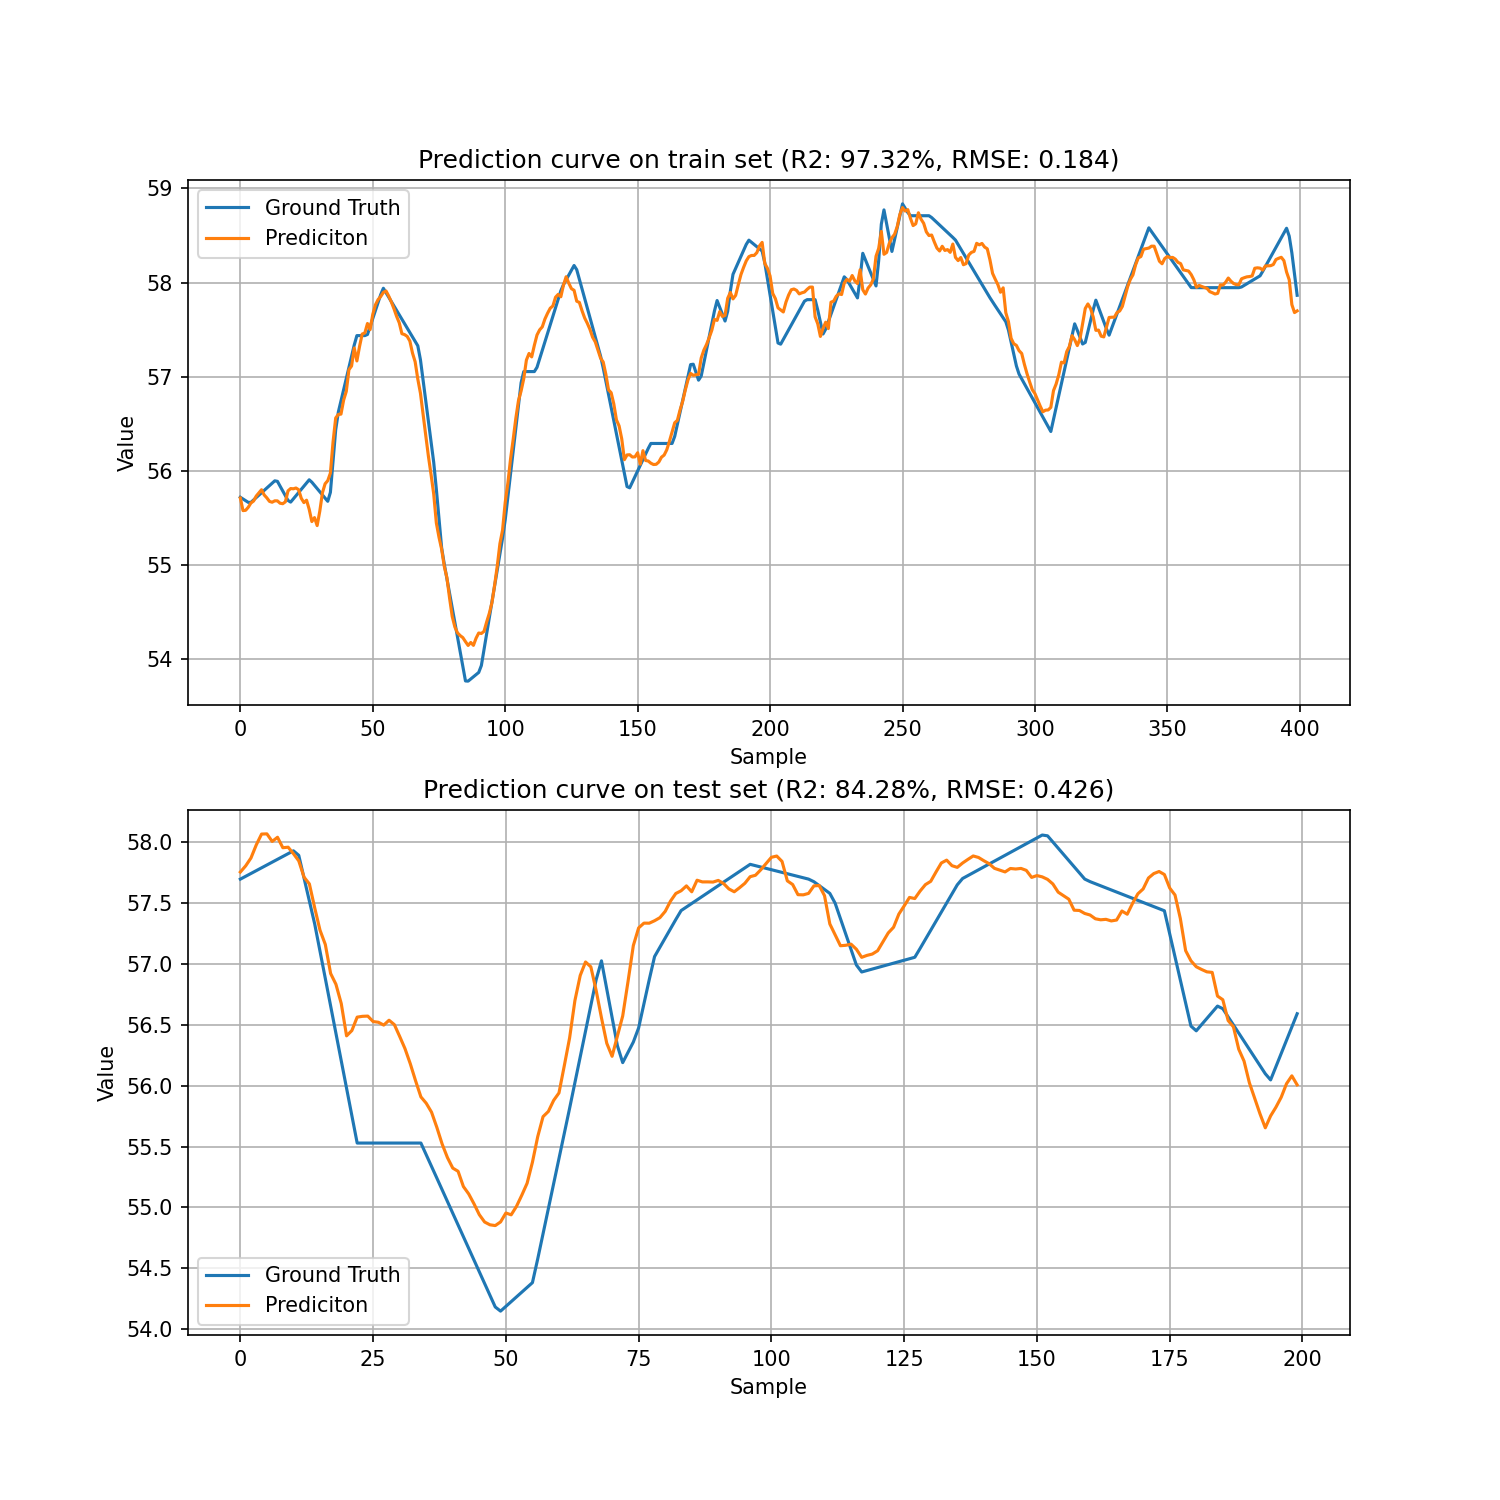 Prediction curve on train set (R2: 97.32%, RMSE: 0.184)
59
58
57
56
55
54
Value
Ground Truth
Prediciton
0 50 100 150 200 250 300 350 400
Sample
Prediction curve on test set (R2: 84.28%, RMSE: 0.426)
58.0
57.5
57.0
56.5
56.0
55.5
55.0
54.5
54.0
Value
Ground Truth
Prediciton
0 25 50 75 100 125 150 175 200
Sample